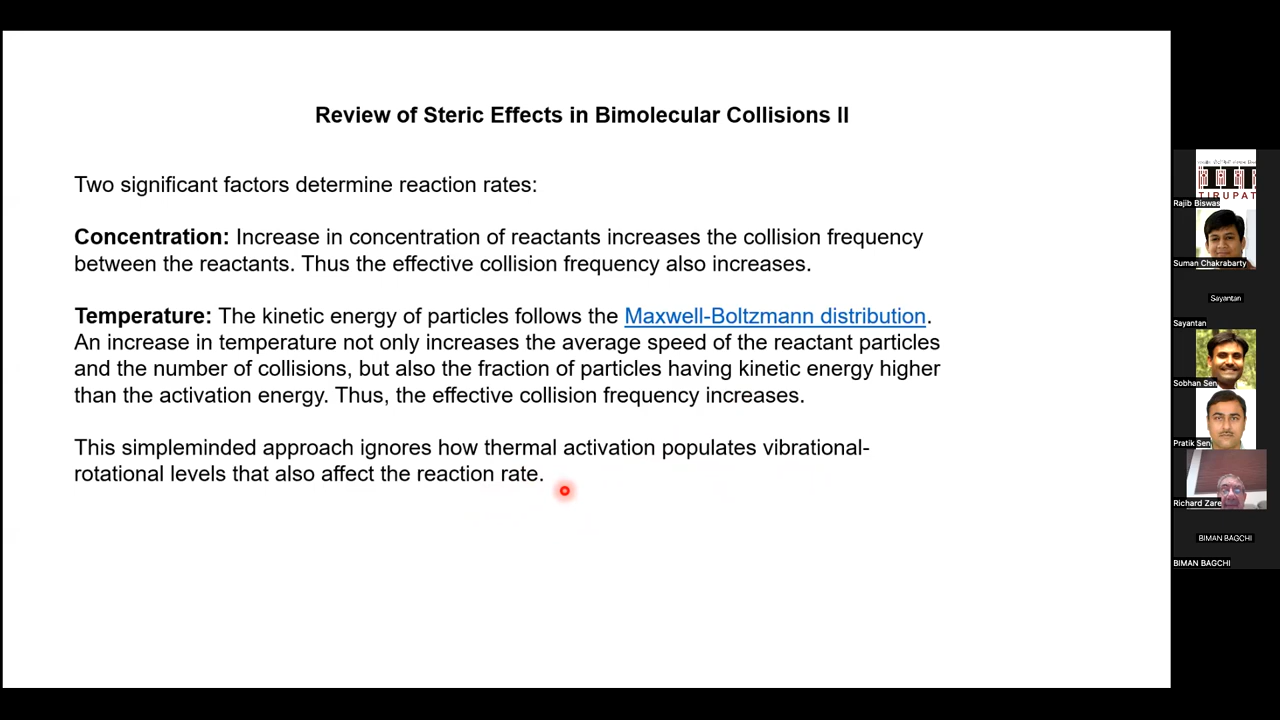 Review of Steric Effects in Bimolecular Collisions II
Two significant factors determine reaction rates:
Concentration: Increase in concentration of reactants increases the collision frequency
between the reactants. Thus the effective collision frequency also increases.
Temperature: The kinetic energy of particles follows the Maxwell-Boltzmann distribution.
An increase in temperature not only increases the average speed of the reactant particles
and the number of collisions, but also the fraction of particles having kinetic energy higher
than the activation energy. Thus, the effective collision frequency increases.
This simpleminded approach ignores how thermal activation populates vibrational-
rotational levels that also affect the reaction rate.
TIRUPAT
Rajib Biswas
Suman Chakrabarty
Sayantan
Sayantan
Sobhan Sen
Pratik Sen
Richard Zare
BIMAN BAGCHI
BIMAN BAGCHI